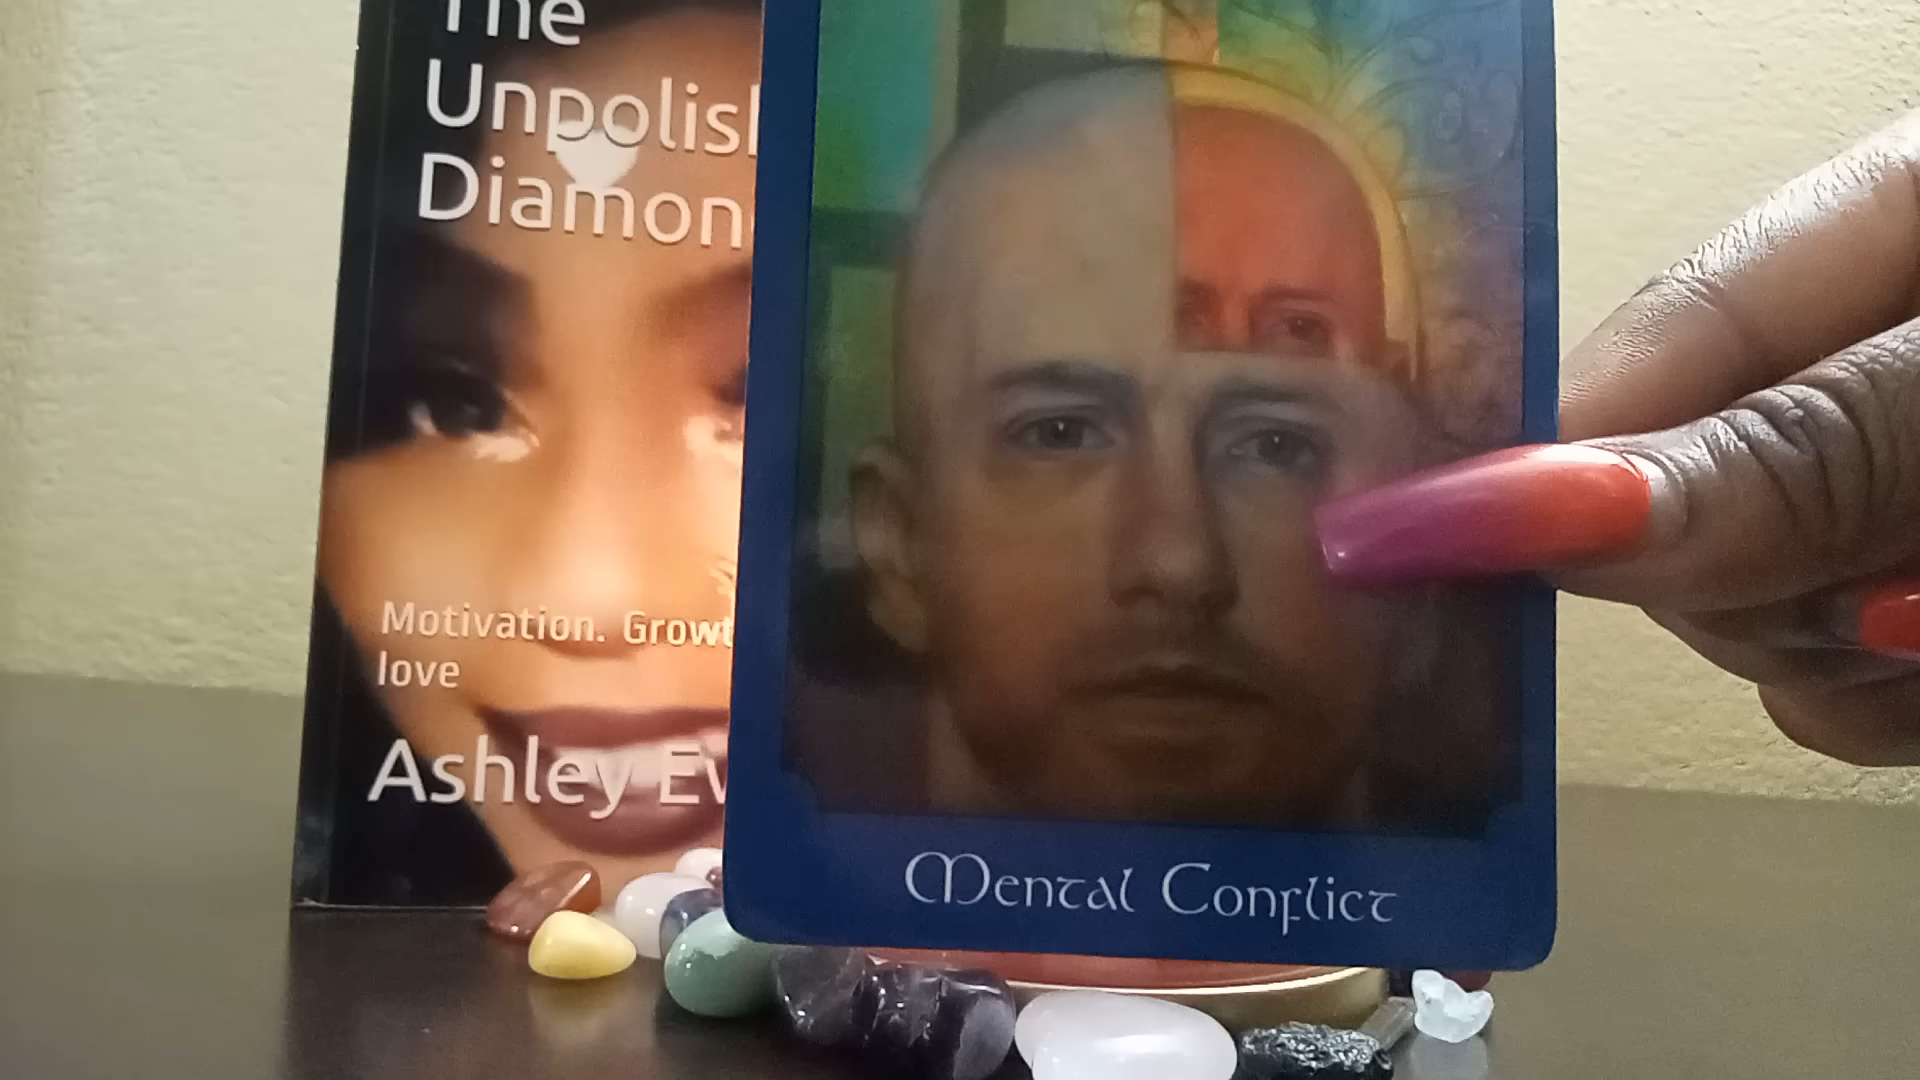 The
Unpolish
Diamon
Motivation. Growt
love
Ashley Ev
Mental Conflict